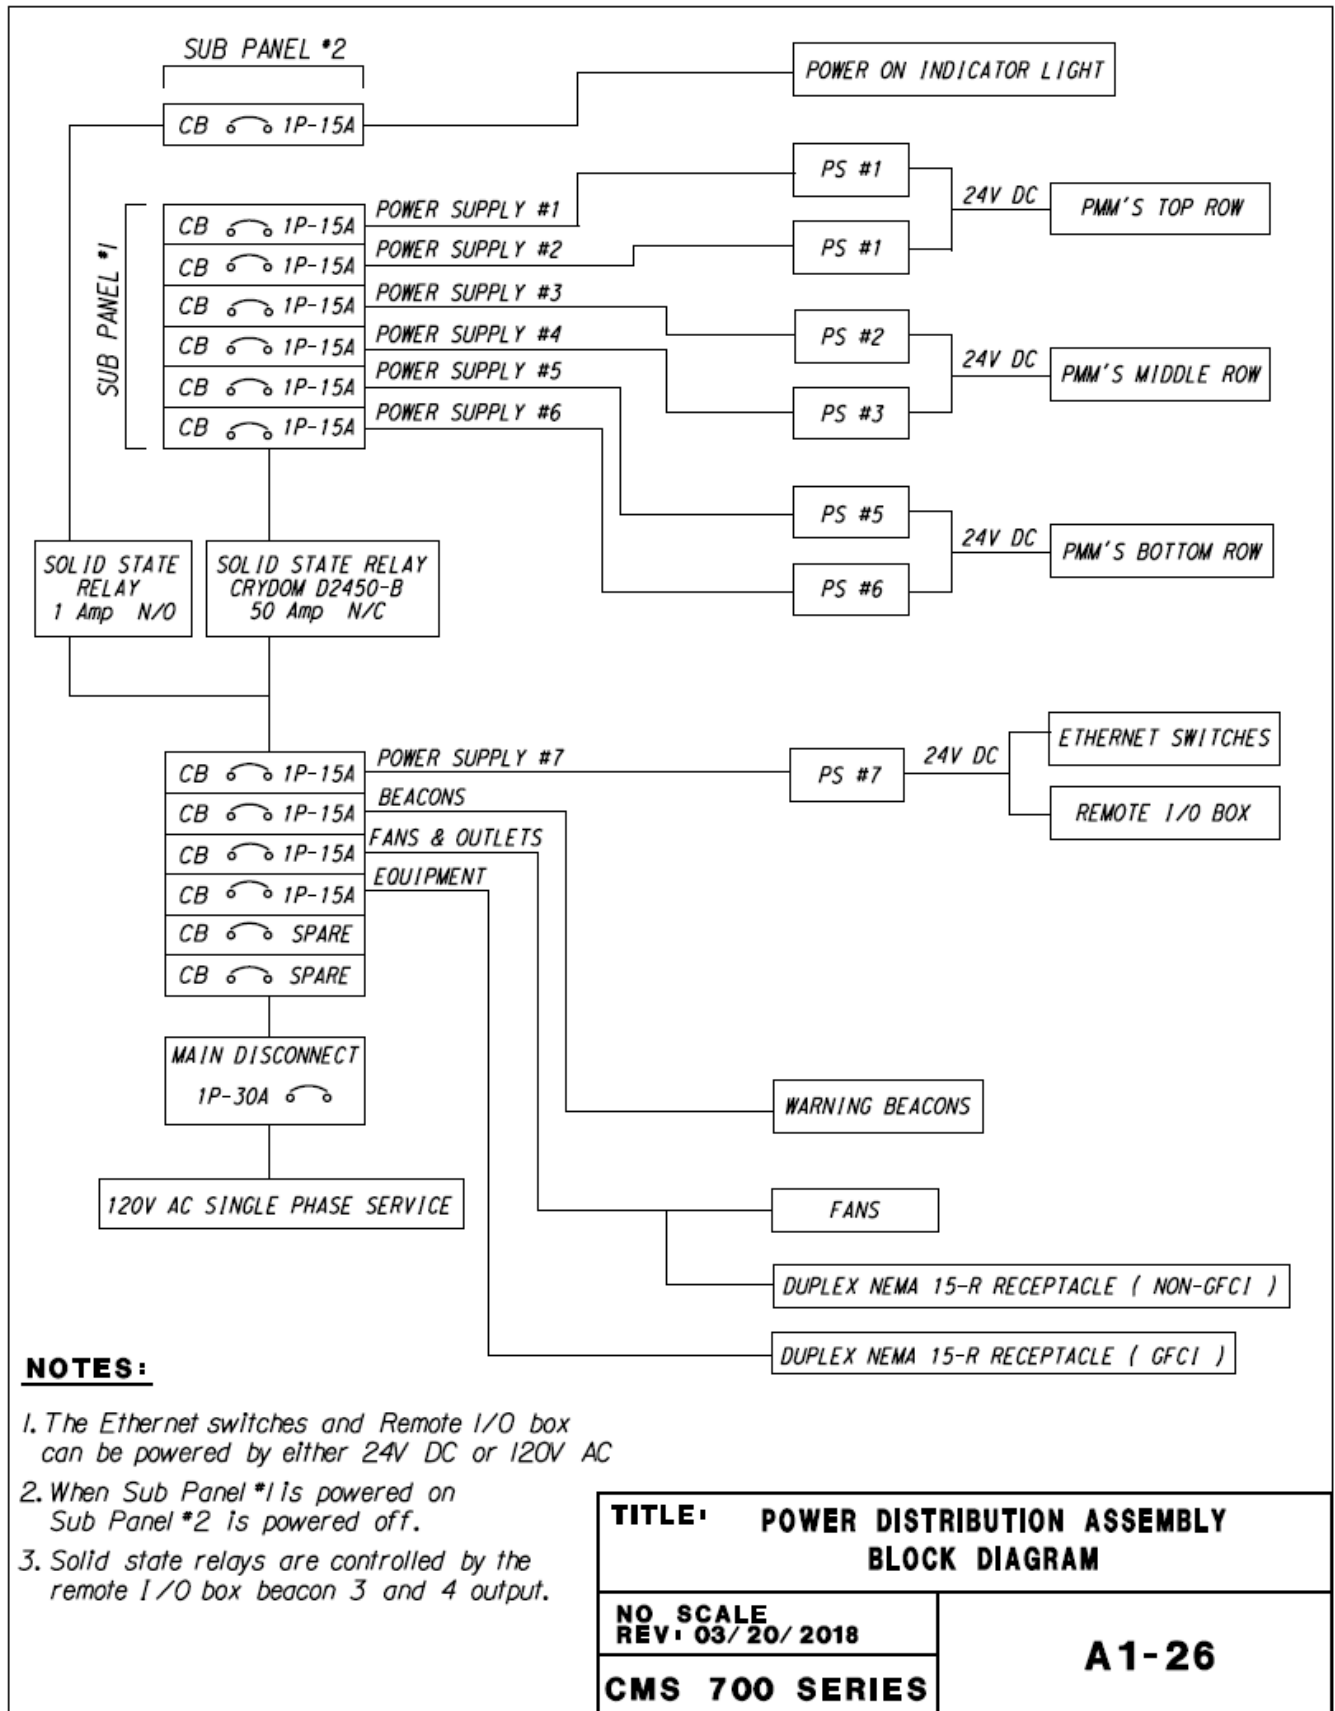 SUB PANEL #2
CB 1P-15A
POWER ON INDICATOR LIGHT
SUB PANEL #1
CB 1P-15A
CB 1P-15A
CB 1P-15A
CB 1P-15A
CB 1P-15A
CB 1P-15A
POWER SUPPLY #1
POWER SUPPLY #2
POWER SUPPLY #3
POWER SUPPLY #4
POWER SUPPLY #5
POWER SUPPLY #6
PS #1
PS #1
24V DC
PMM'S TOP ROW
PS #2
PS #3
24V DC
PMM'S MIDDLE ROW
PS #5
PS #6
24V DC
PMM'S BOTTOM ROW
SOLID STATE
RELAY
1 Amp N/O
SOLID STATE RELAY
CRYDOM D2450-B
50 Amp N/C
CB 1P-15A
CB 1P-15A
CB 1P-15A
CB 1P-15A
CB SPARE
CB SPARE
POWER SUPPLY #7
BEACONS
FANS & OUTLETS
EQUIPMENT
PS #7
24V DC
ETHERNET SWITCHES
REMOTE I/O BOX
MAIN DISCONNECT
1P-30A
120V AC SINGLE PHASE SERVICE
WARNING BEACONS
FANS
DUPLEX NEMA 15-R RECEPTACLE ( NON-GFCI )
DUPLEX NEMA 15-R RECEPTACLE ( GFCI )
NOTES:
1. The Ethernet switches and Remote I/O box
can be powered by either 24V DC or 120V AC
2. When Sub Panel #1 is powered on
Sub Panel #2 is powered off.
3. Solid state relays are controlled by the
remote I/O box beacon 3 and 4 output.
TITLE: POWER DISTRIBUTION ASSEMBLY
BLOCK DIAGRAM
NO SCALE
REV: 03/20/2018
CMS 700 SERIES
A1-26